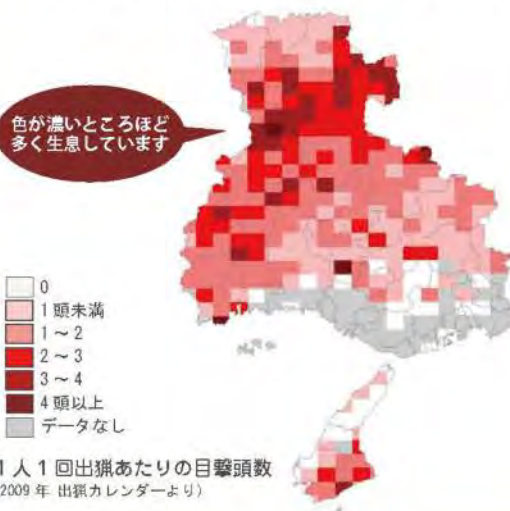 色が濃いところほど
多く生息しています
0
1頭未満
1～2
2～3
3～4
4頭以上
データなし
1人1回出猟あたりの目撃頭数
2009年 出猟カレンダーより）